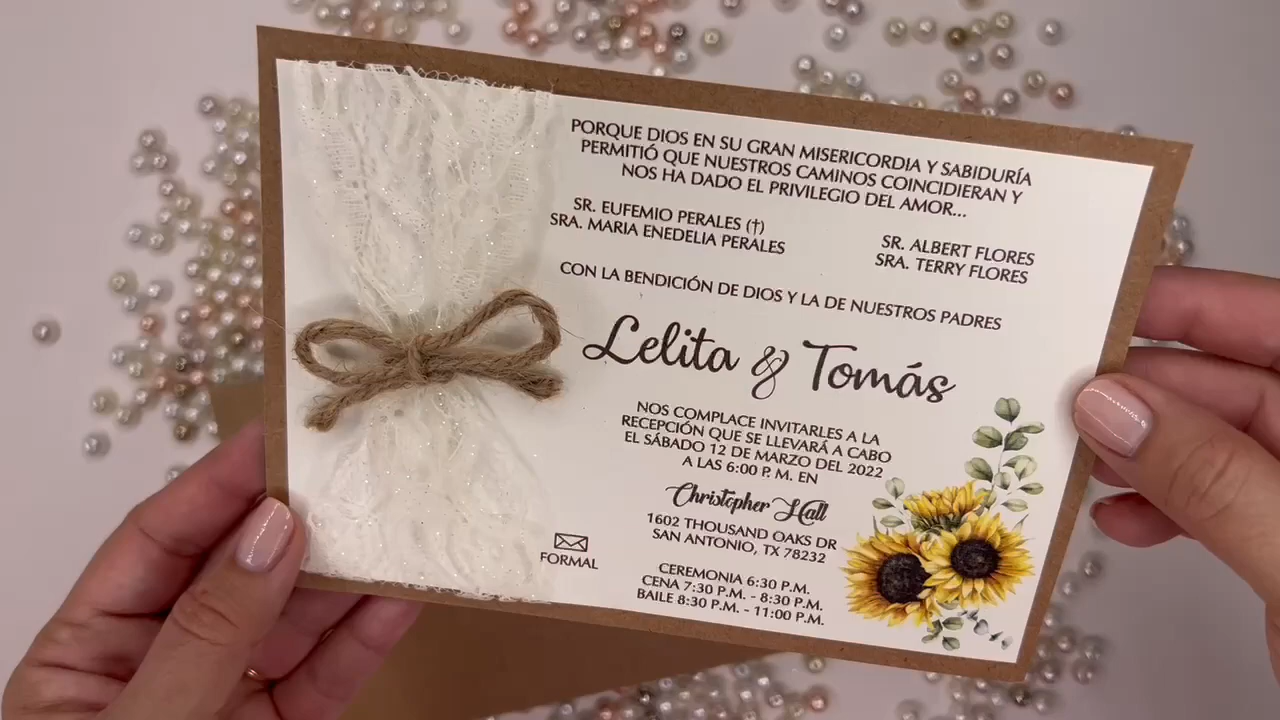 PORQUE DIOS EN SU GRAN MISERICORDIA Y SABIDURÍA
PERMITIÓ QUE NUESTROS CAMINOS COINCIDIERAN Y
NOS HA DADO EL PRIVILEGIO DEL AMOR...
SR. EUFEMIO PERALES (†)
SRA. MARIA ENEDELIA PERALES
SR. ALBERT FLORES
SRA. TERRY FLORES
CON LA BENDICIÓN DE DIOS Y LA DE NUESTROS PADRES
Lelita & Tomás
NOS COMPLACE INVITARLES A LA
RECEPCIÓN QUE SE LLEVARÁ A CABO
EL SÁBADO 12 DE MARZO DEL 2022
A LAS 6:00 P. M. EN
Christopher Hall
1602 THOUSAND OAKS DR
SAN ANTONIO, TX 78232
FORMAL
CEREMONIA 6:30 P.M.
CENA 7:30 P.M. - 8:30 P.M.
BAILE 8:30 P.M. - 11:00 P.M.